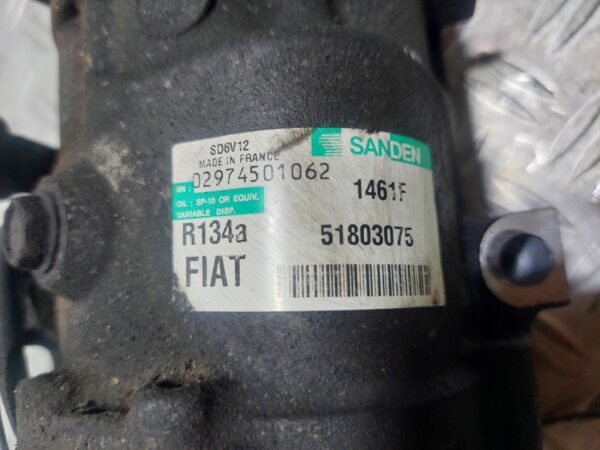 SD6V12
MADE IN FRANCE
SANDEN
SN: 02974501062
1461F
OIL: SP-10 OR EQUIV.
VARIABLE DISP.
R134a
51803075
FIAT